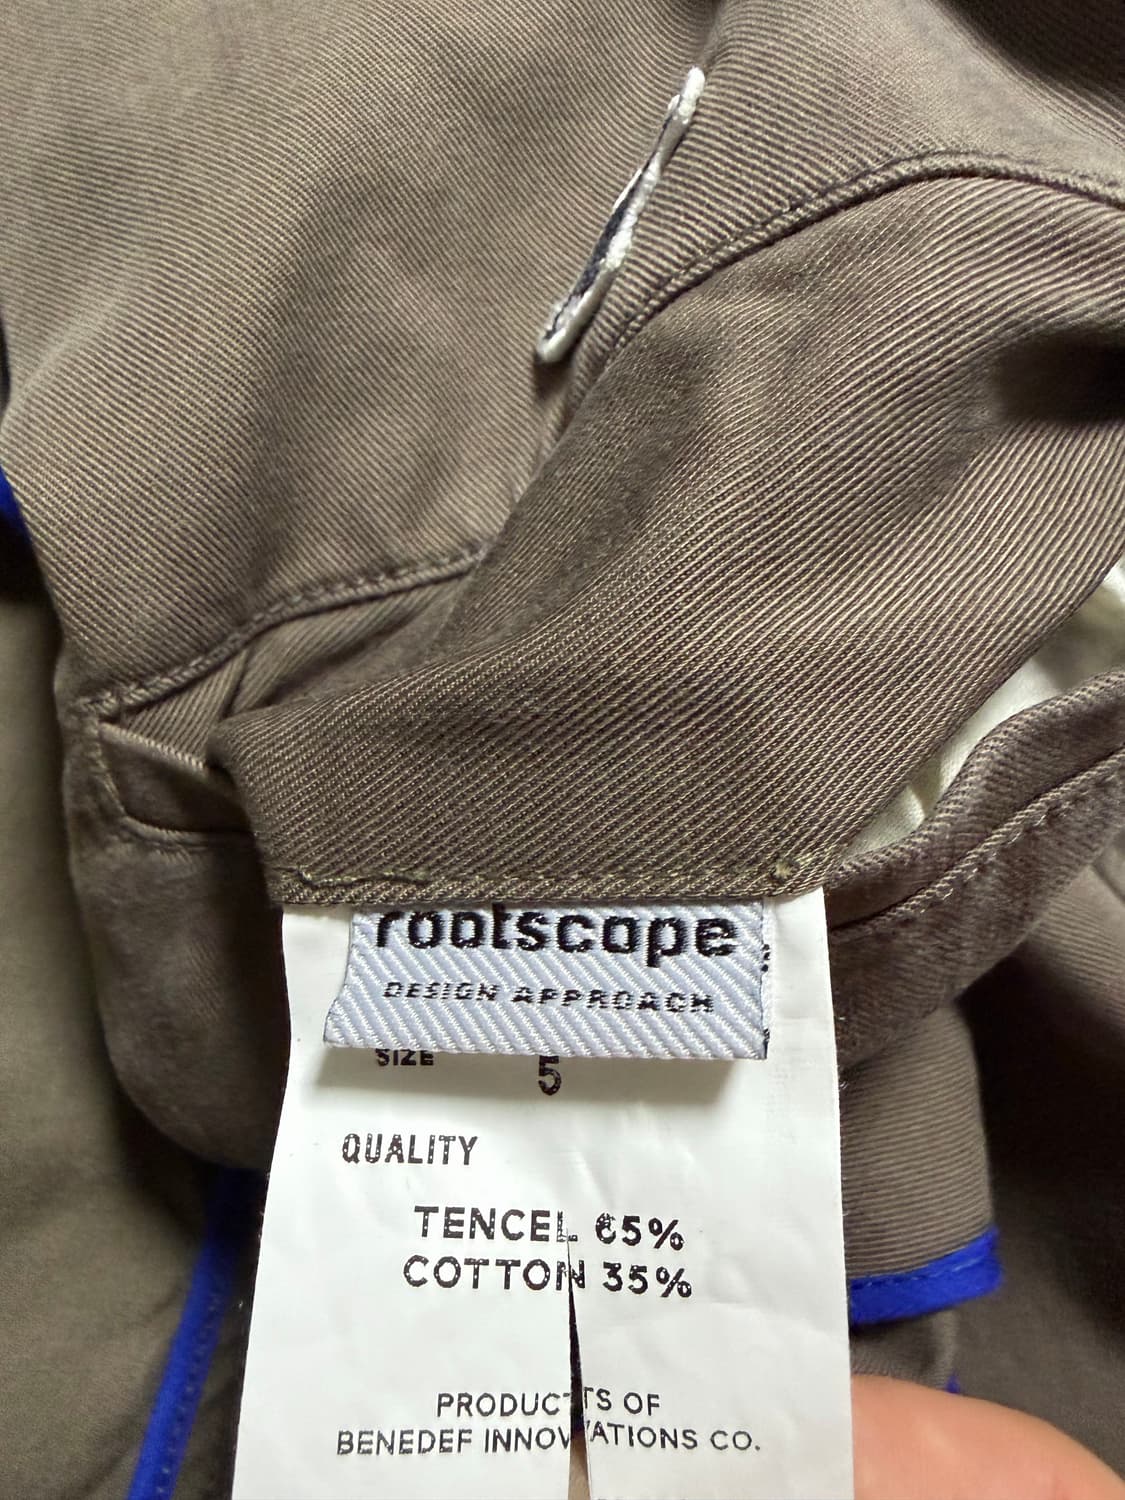 rootscope
DESIGN APPROACH
SIZE 5
QUALITY
TENCEL 65%
COTTON 35%
PRODUCTS OF
BENEDEF INNOVATIONS CO.